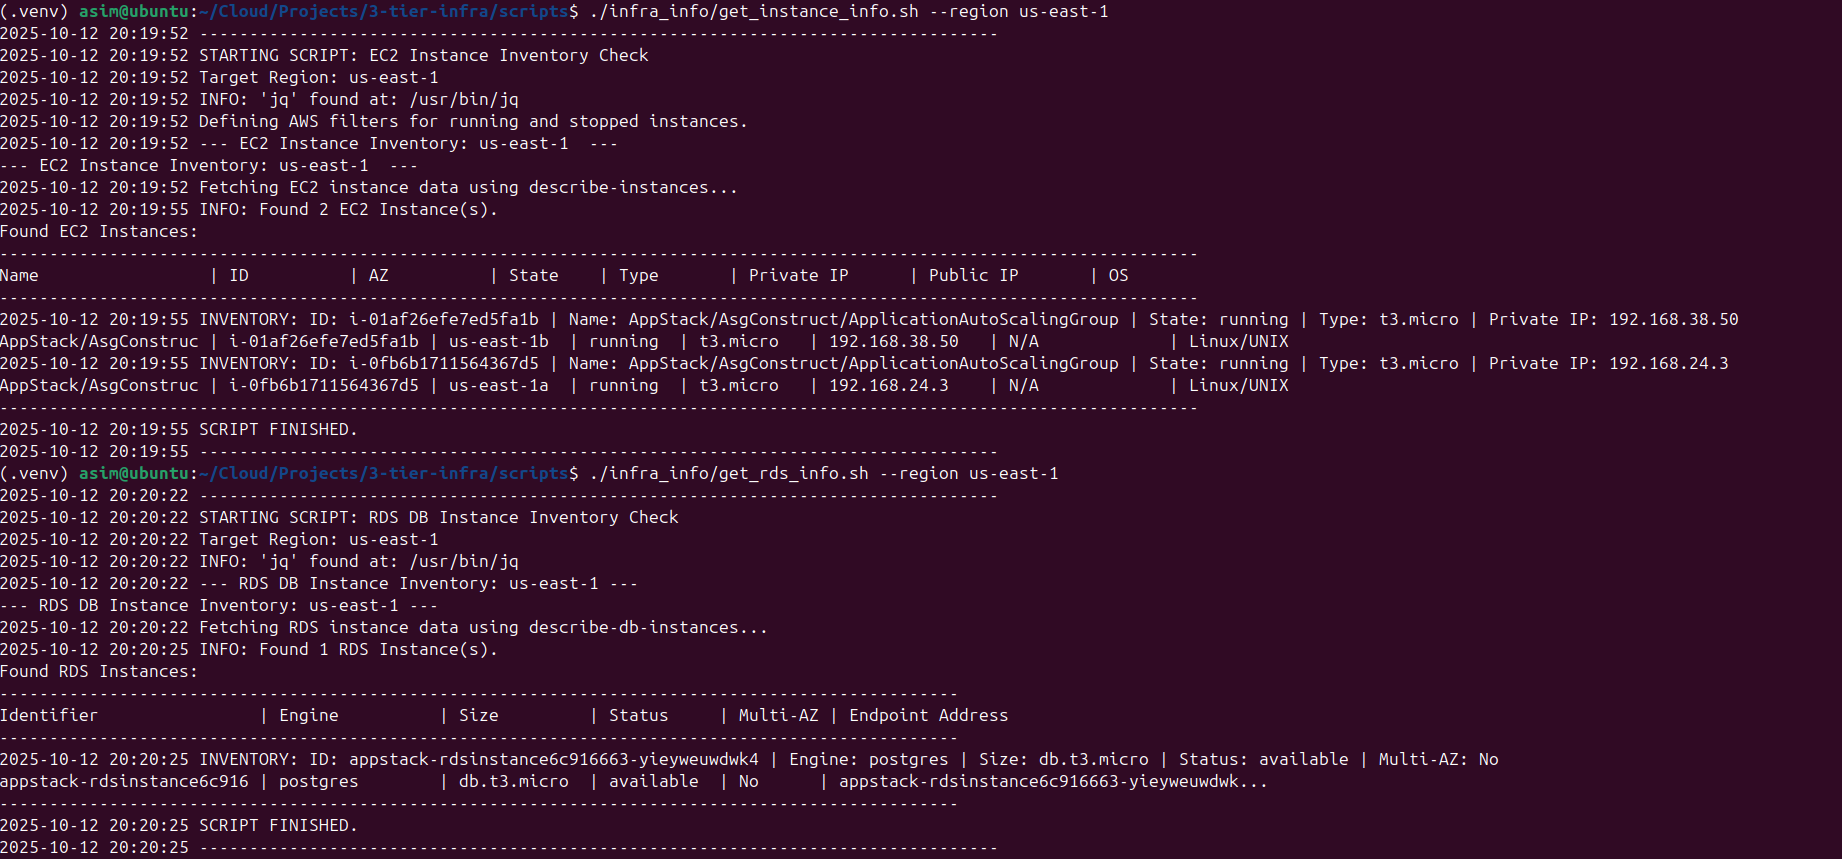 (.venv) asim@ubuntu:~/Cloud/Projects/3-tier-infra/scripts$ ./infra_info/get_instance_info.sh --region us-east-1
2025-10-12 20:19:52 --------------------------------------------------------------------------------
2025-10-12 20:19:52 STARTING SCRIPT: EC2 Instance Inventory Check
2025-10-12 20:19:52 Target Region: us-east-1
2025-10-12 20:19:52 INFO: 'jq' found at: /usr/bin/jq
2025-10-12 20:19:52 Defining AWS filters for running and stopped instances.
2025-10-12 20:19:52 --- EC2 Instance Inventory: us-east-1  ---
--- EC2 Instance Inventory: us-east-1  ---
2025-10-12 20:19:52 Fetching EC2 instance data using describe-instances...
2025-10-12 20:19:55 INFO: Found 2 EC2 Instance(s).
Found EC2 Instances:
------------------------------------------------------------------------------------------------------------------------
Name                 | ID          | AZ          | State    | Type       | Private IP      | Public IP       | OS
------------------------------------------------------------------------------------------------------------------------
2025-10-12 20:19:55 INVENTORY: ID: i-01af26efe7ed5fa1b | Name: AppStack/AsgConstruct/ApplicationAutoScalingGroup | State: running | Type: t3.micro | Private IP: 192.168.38.50
AppStack/AsgConstruc | i-01af26efe7ed5fa1b | us-east-1b  | running  | t3.micro   | 192.168.38.50   | N/A             | Linux/UNIX
2025-10-12 20:19:55 INVENTORY: ID: i-0fb6b1711564367d5 | Name: AppStack/AsgConstruct/ApplicationAutoScalingGroup | State: running | Type: t3.micro | Private IP: 192.168.24.3
AppStack/AsgConstruc | i-0fb6b1711564367d5 | us-east-1a  | running  | t3.micro   | 192.168.24.3    | N/A             | Linux/UNIX
------------------------------------------------------------------------------------------------------------------------
2025-10-12 20:19:55 SCRIPT FINISHED.
2025-10-12 20:19:55 --------------------------------------------------------------------------------
(.venv) asim@ubuntu:~/Cloud/Projects/3-tier-infra/scripts$ ./infra_info/get_rds_info.sh --region us-east-1
2025-10-12 20:20:22 --------------------------------------------------------------------------------
2025-10-12 20:20:22 STARTING SCRIPT: RDS DB Instance Inventory Check
2025-10-12 20:20:22 Target Region: us-east-1
2025-10-12 20:20:22 INFO: 'jq' found at: /usr/bin/jq
2025-10-12 20:20:22 --- RDS DB Instance Inventory: us-east-1 ---
--- RDS DB Instance Inventory: us-east-1 ---
2025-10-12 20:20:22 Fetching RDS instance data using describe-db-instances...
2025-10-12 20:20:25 INFO: Found 1 RDS Instance(s).
Found RDS Instances:
------------------------------------------------------------------------------------------------
Identifier                | Engine          | Size         | Status     | Multi-AZ | Endpoint Address
------------------------------------------------------------------------------------------------
2025-10-12 20:20:25 INVENTORY: ID: appstack-rdsinstance6c916663-yieyweuwdwk4 | Engine: postgres | Size: db.t3.micro | Status: available | Multi-AZ: No
appstack-rdsinstance6c916 | postgres        | db.t3.micro  | available  | No      | appstack-rdsinstance6c916663-yieyweuwdwk...
------------------------------------------------------------------------------------------------
2025-10-12 20:20:25 SCRIPT FINISHED.
2025-10-12 20:20:25 --------------------------------------------------------------------------------